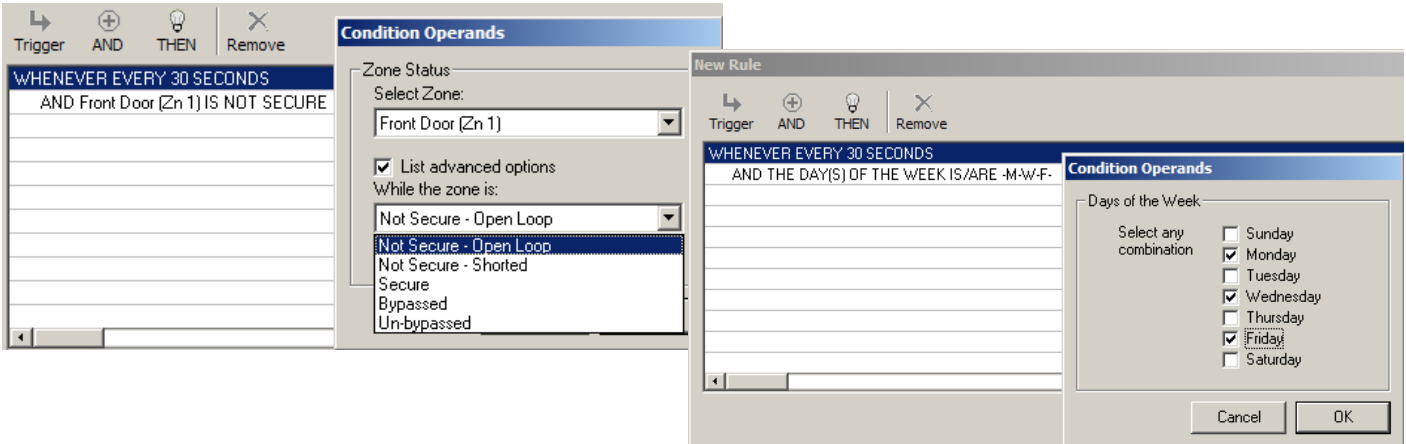 Trigger AND THEN Remove
WHENEVER EVERY 30 SECONDS
AND Front Door (Zn 1) IS NOT SECURE
Condition Operands
Zone Status
Select Zone:
Front Door (Zn 1)
List advanced options
While the zone is:
Not Secure - Open Loop
Not Secure - Open Loop
Not Secure - Shorted
Secure
Bypassed
Un-bypassed
New Rule
Trigger AND THEN Remove
WHENEVER EVERY 30 SECONDS
AND THE DAY(S) OF THE WEEK IS/ARE -M-W-F-
Condition Operands
Days of the Week
Select any
combination
Sunday
Monday
Tuesday
Wednesday
Thursday
Friday
Saturday
Cancel OK